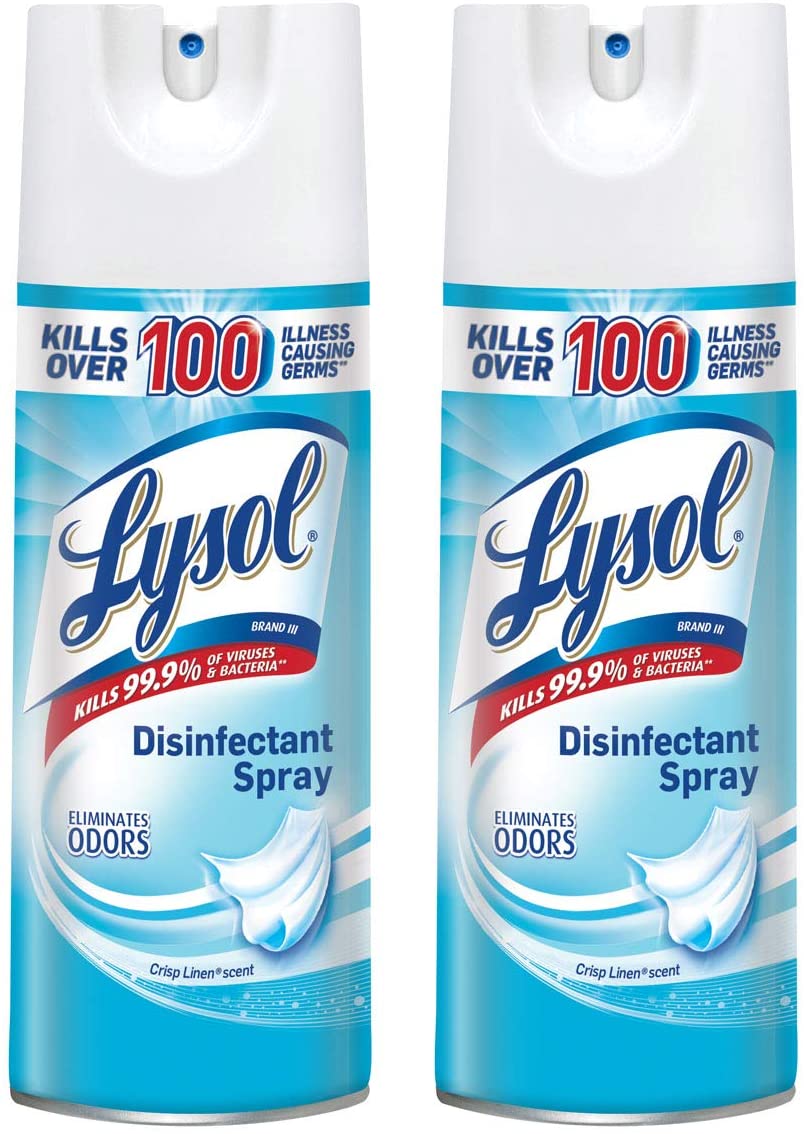 KILLS OVER 100 ILLNESS CAUSING GERMS**
Lysol®
BRAND III
KILLS 99.9% OF VIRUSES & BACTERIA**
Disinfectant
Spray
ELIMINATES
ODORS
Crisp Linen® scent
KILLS OVER 100 ILLNESS CAUSING GERMS**
Lysol®
BRAND III
KILLS 99.9% OF VIRUSES & BACTERIA**
Disinfectant
Spray
ELIMINATES
ODORS
Crisp Linen® scent